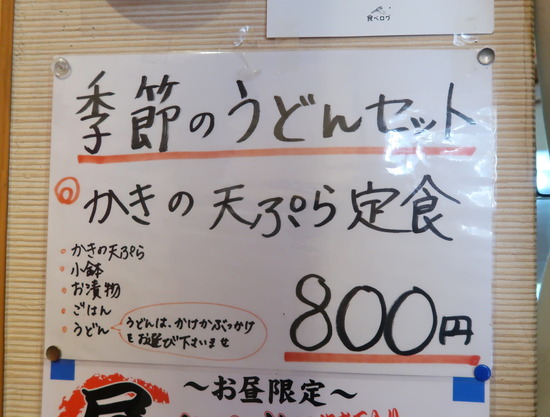 食べログ
季節のうどんセット
かきの天ぷら定食
かきの天ぷら
小鉢
お漬物
ごはん
うどん
うどんは、かけかぶっかけ
をお選び下さいませ
800円
〜お昼限定〜